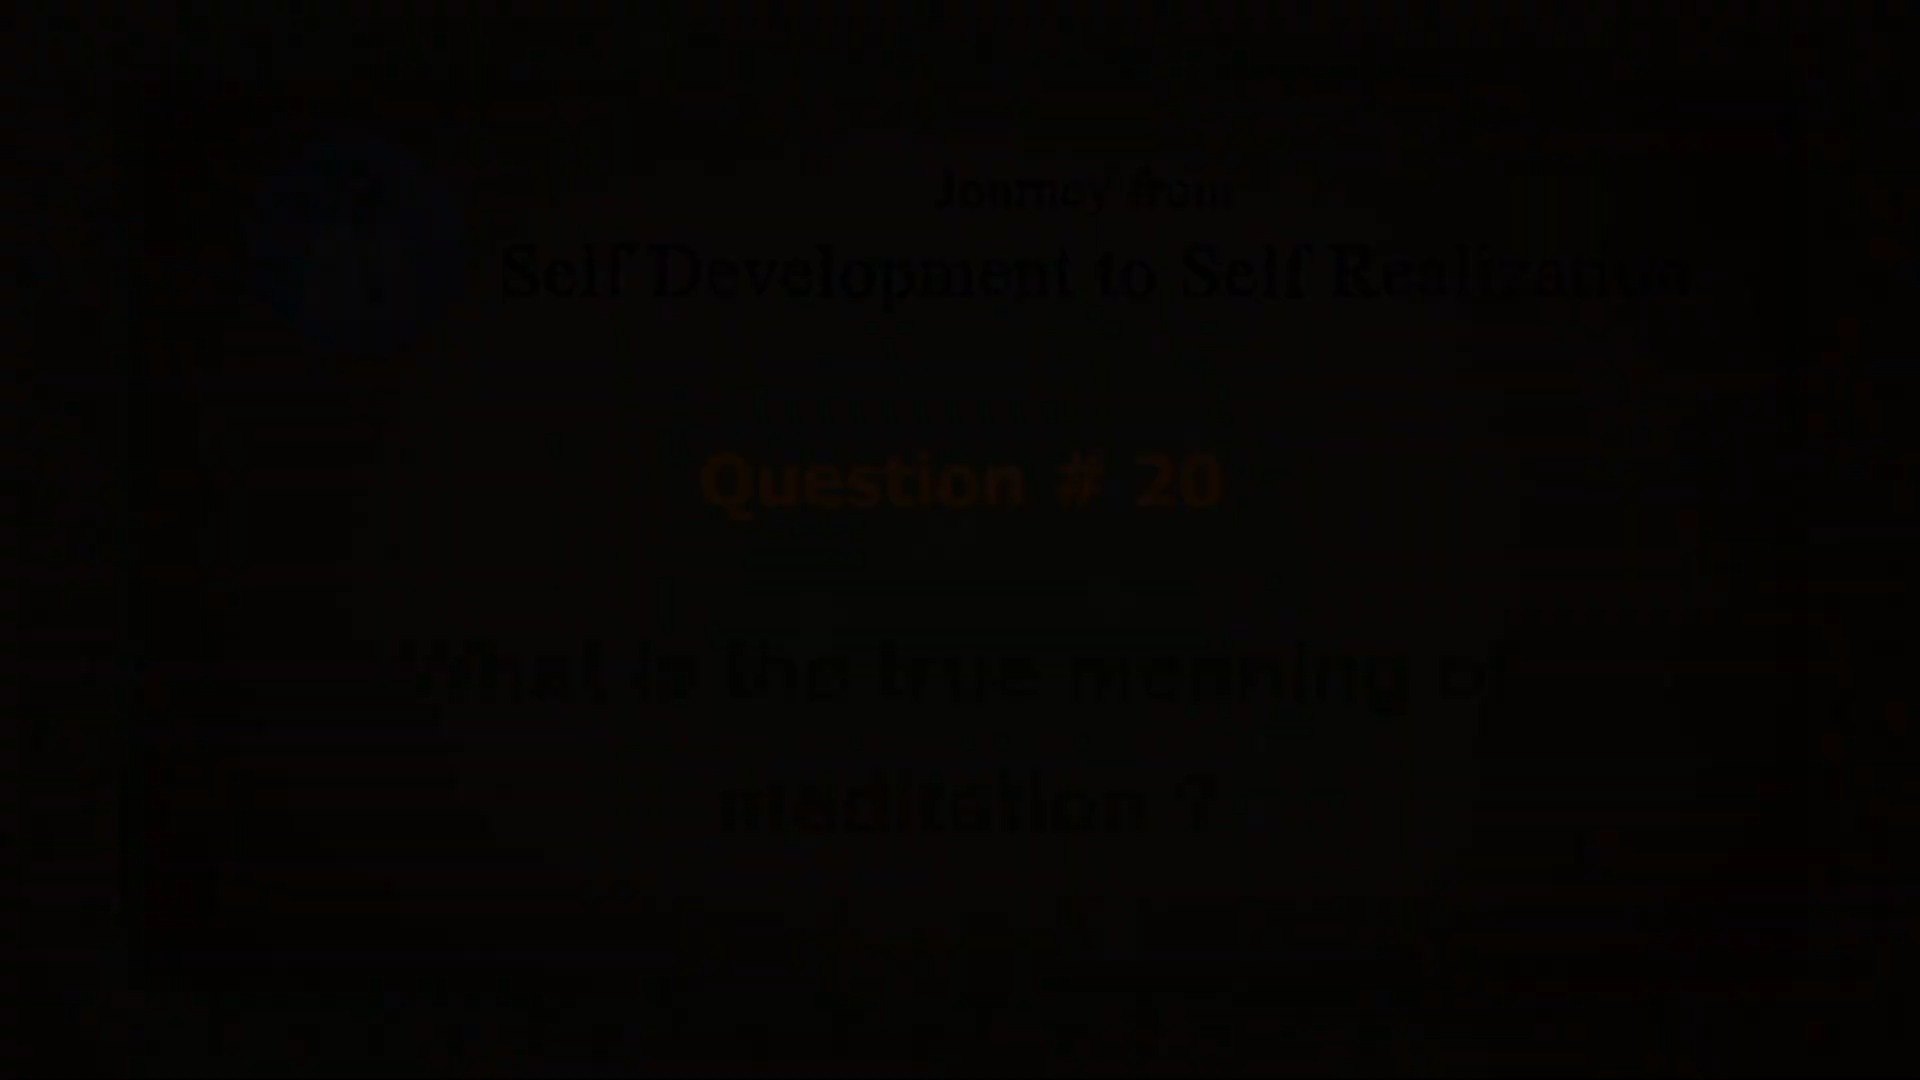 Journey from
Self Development to Self Realization
Question # 20
What is the true meaning of
meditation ?